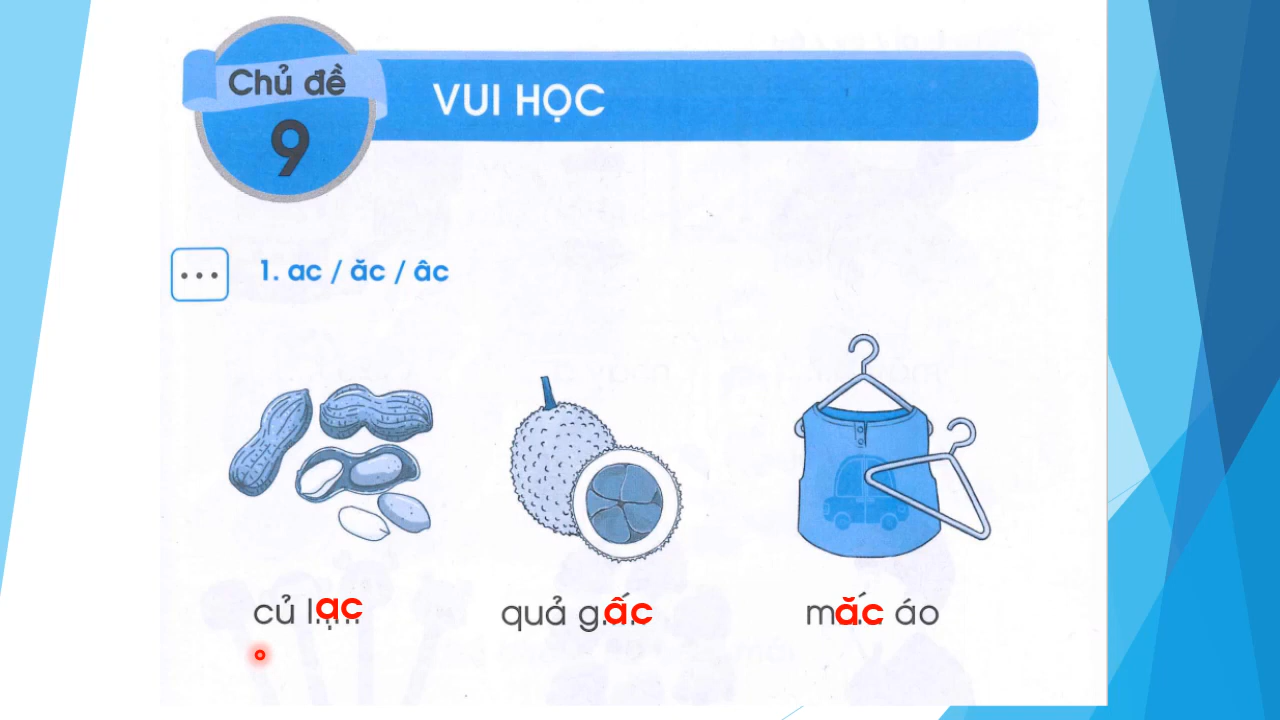 Chủ đề
9
VUI HỌC
...
1. ac / ăc / âc
củ lạc
quả gấc
mắc áo